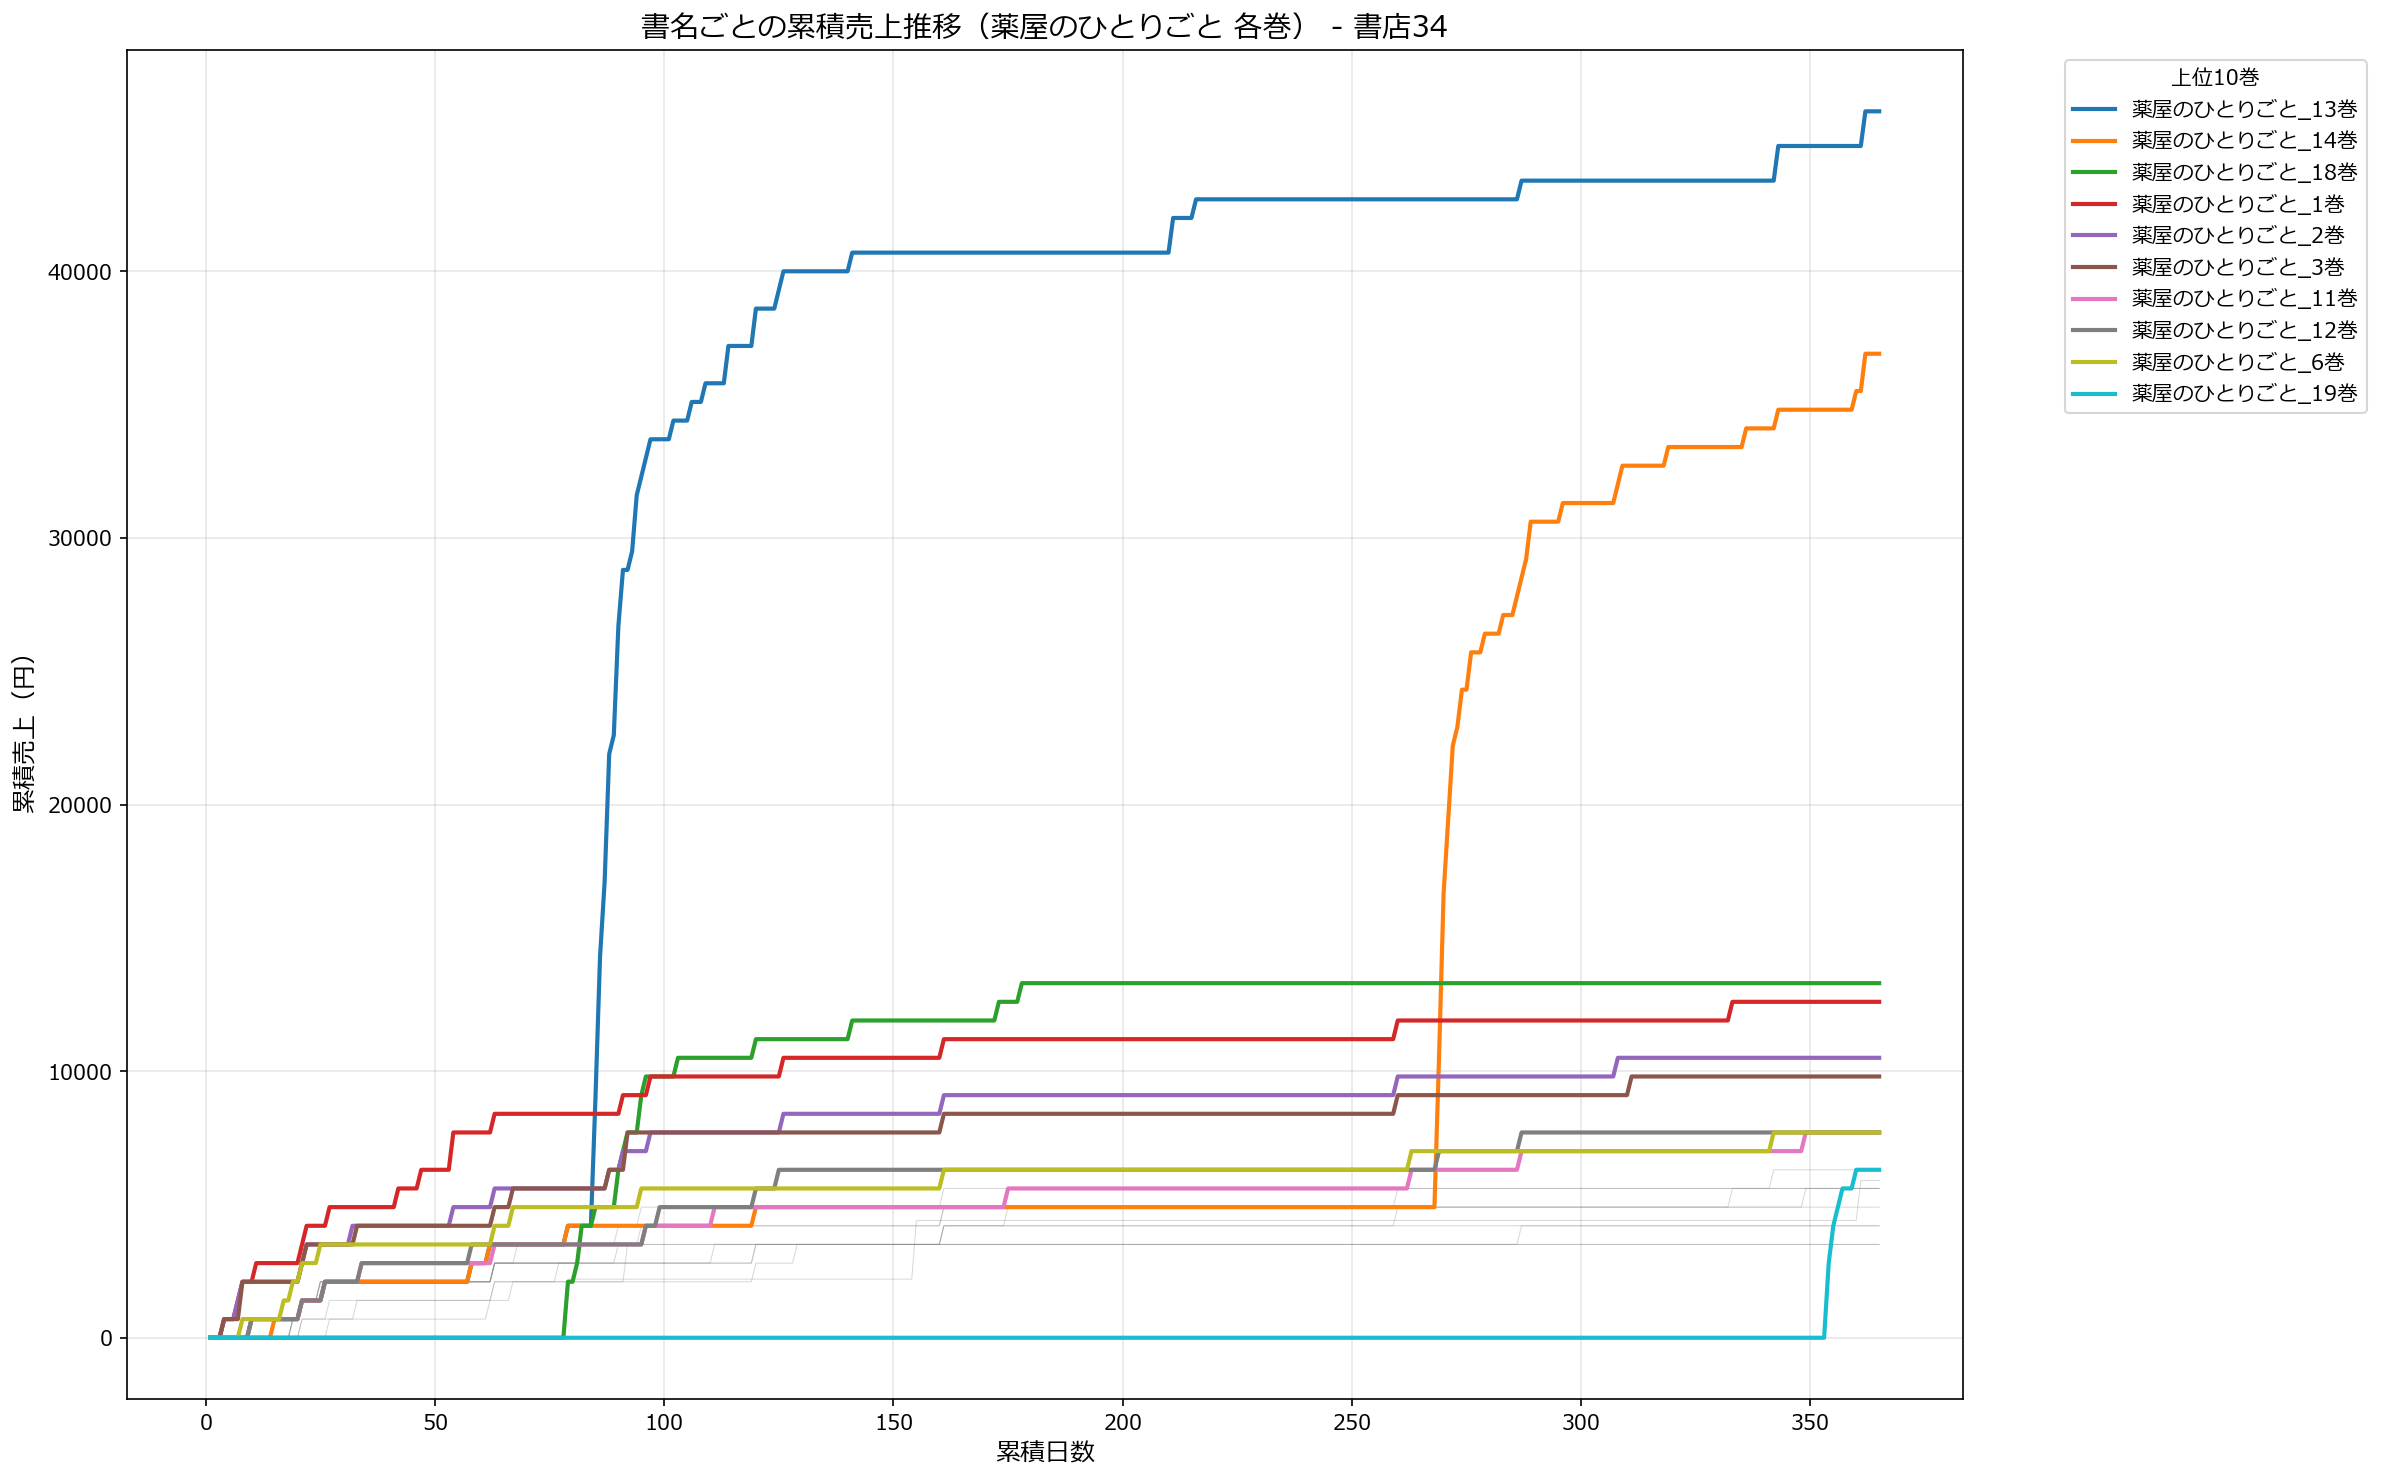 書名ごとの累積売上推移（薬屋のひとりごと 各巻） - 書店34
上位10巻
薬屋のひとりごと_13巻
薬屋のひとりごと_14巻
薬屋のひとりごと_18巻
薬屋のひとりごと_1巻
薬屋のひとりごと_2巻
薬屋のひとりごと_3巻
薬屋のひとりごと_11巻
薬屋のひとりごと_12巻
薬屋のひとりごと_6巻
薬屋のひとりごと_19巻
累積売上（円）
40000
30000
20000
10000
0
0 50 100 150 200 250 300 350
累積日数